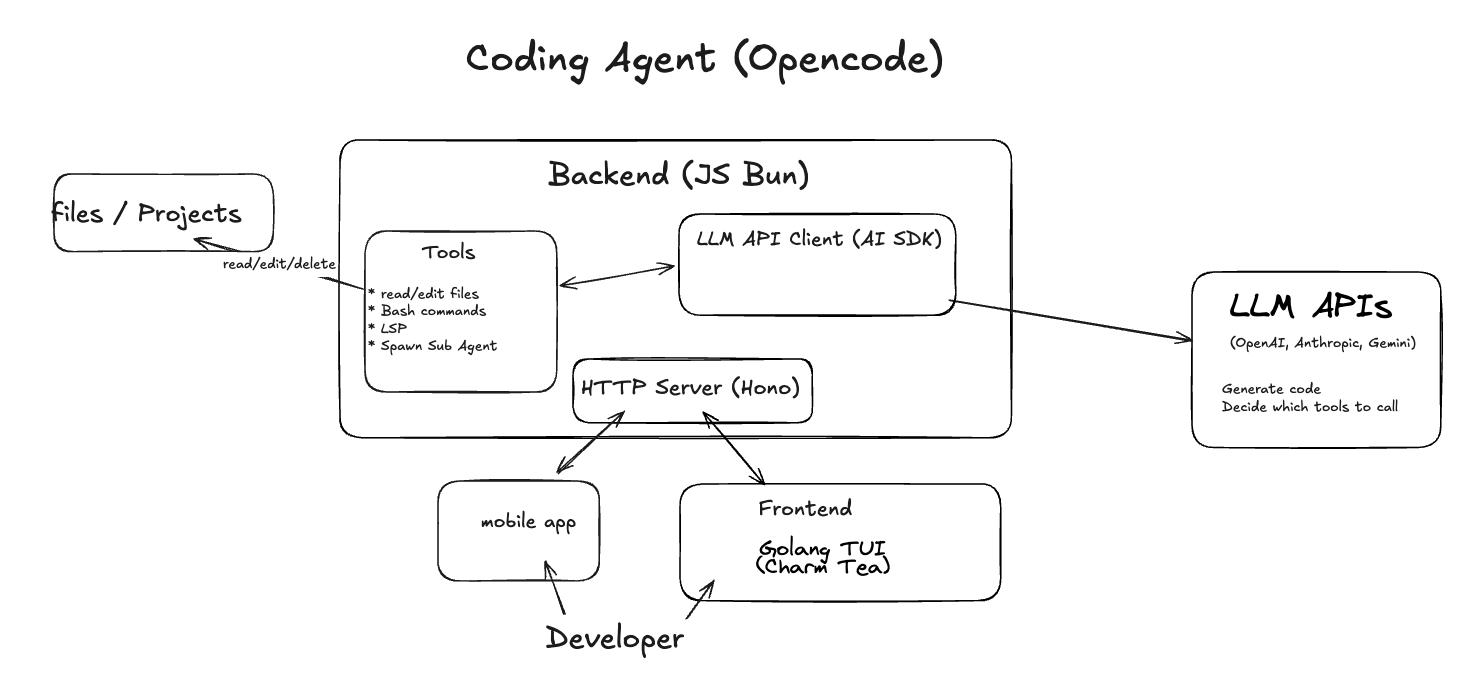 Coding Agent (Opencode)
Backend (JS Bun)
files / Projects
read/edit/delete
Tools
* read/edit files
* Bash commands
* LSP
* Spawn Sub Agent
LLM API Client (AI SDK)
LLM APIs
(OpenAI, Anthropic, Gemini)
Generate code
Decide which tools to call
HTTP Server (Hono)
mobile app
Frontend
Golang TUI
(Charm Tea)
Developer